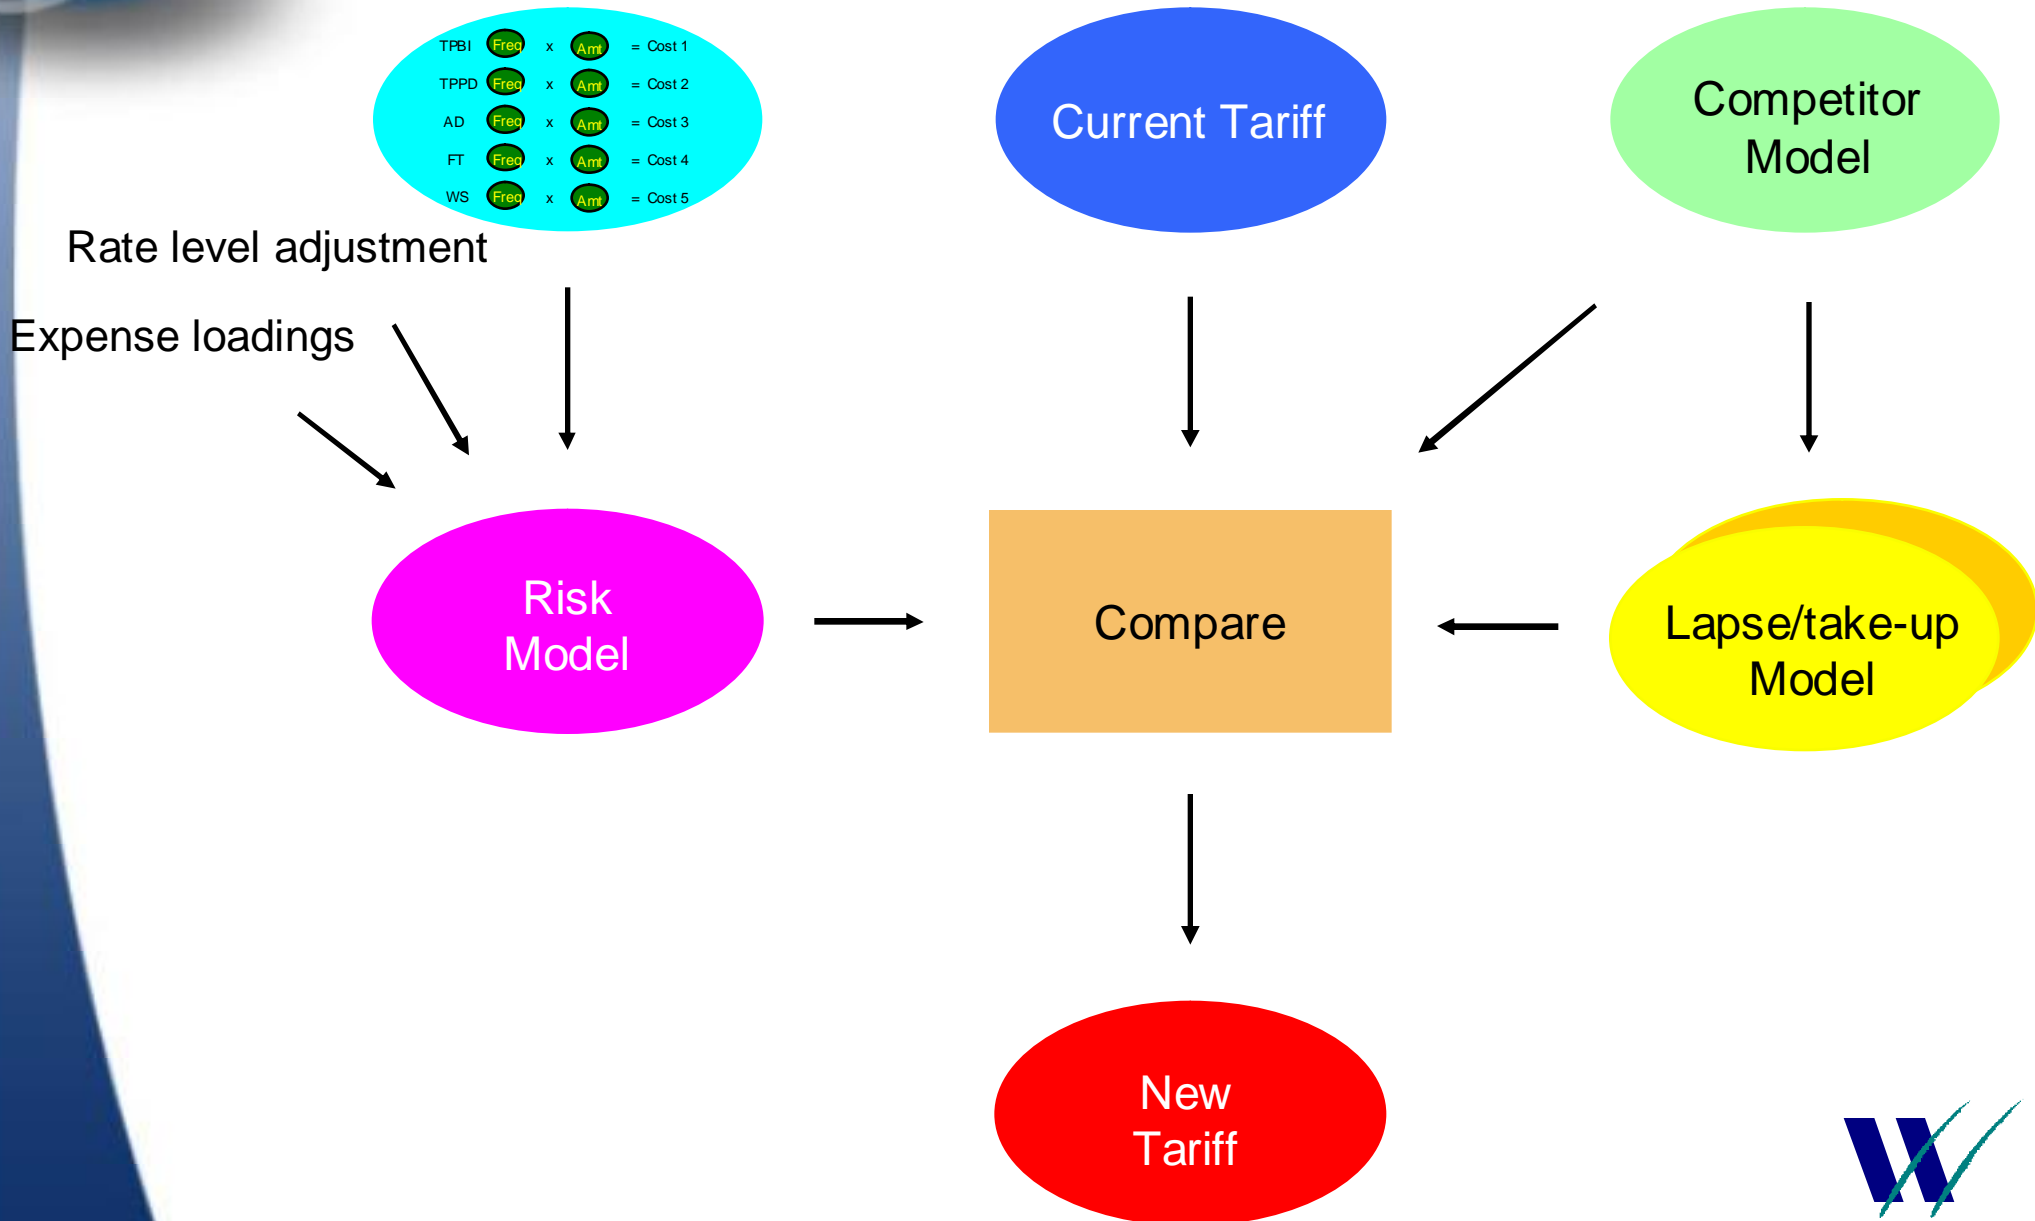 TPBI Freq x Amt = Cost 1
TPPD Freq x Amt = Cost 2
AD Freq x Amt = Cost 3
FT Freq x Amt = Cost 4
WS Freq x Amt = Cost 5
Current Tariff
Competitor
Model
Rate level adjustment
Expense loadings
Risk
Model
Compare
Lapse/take-up
Model
New
Tariff